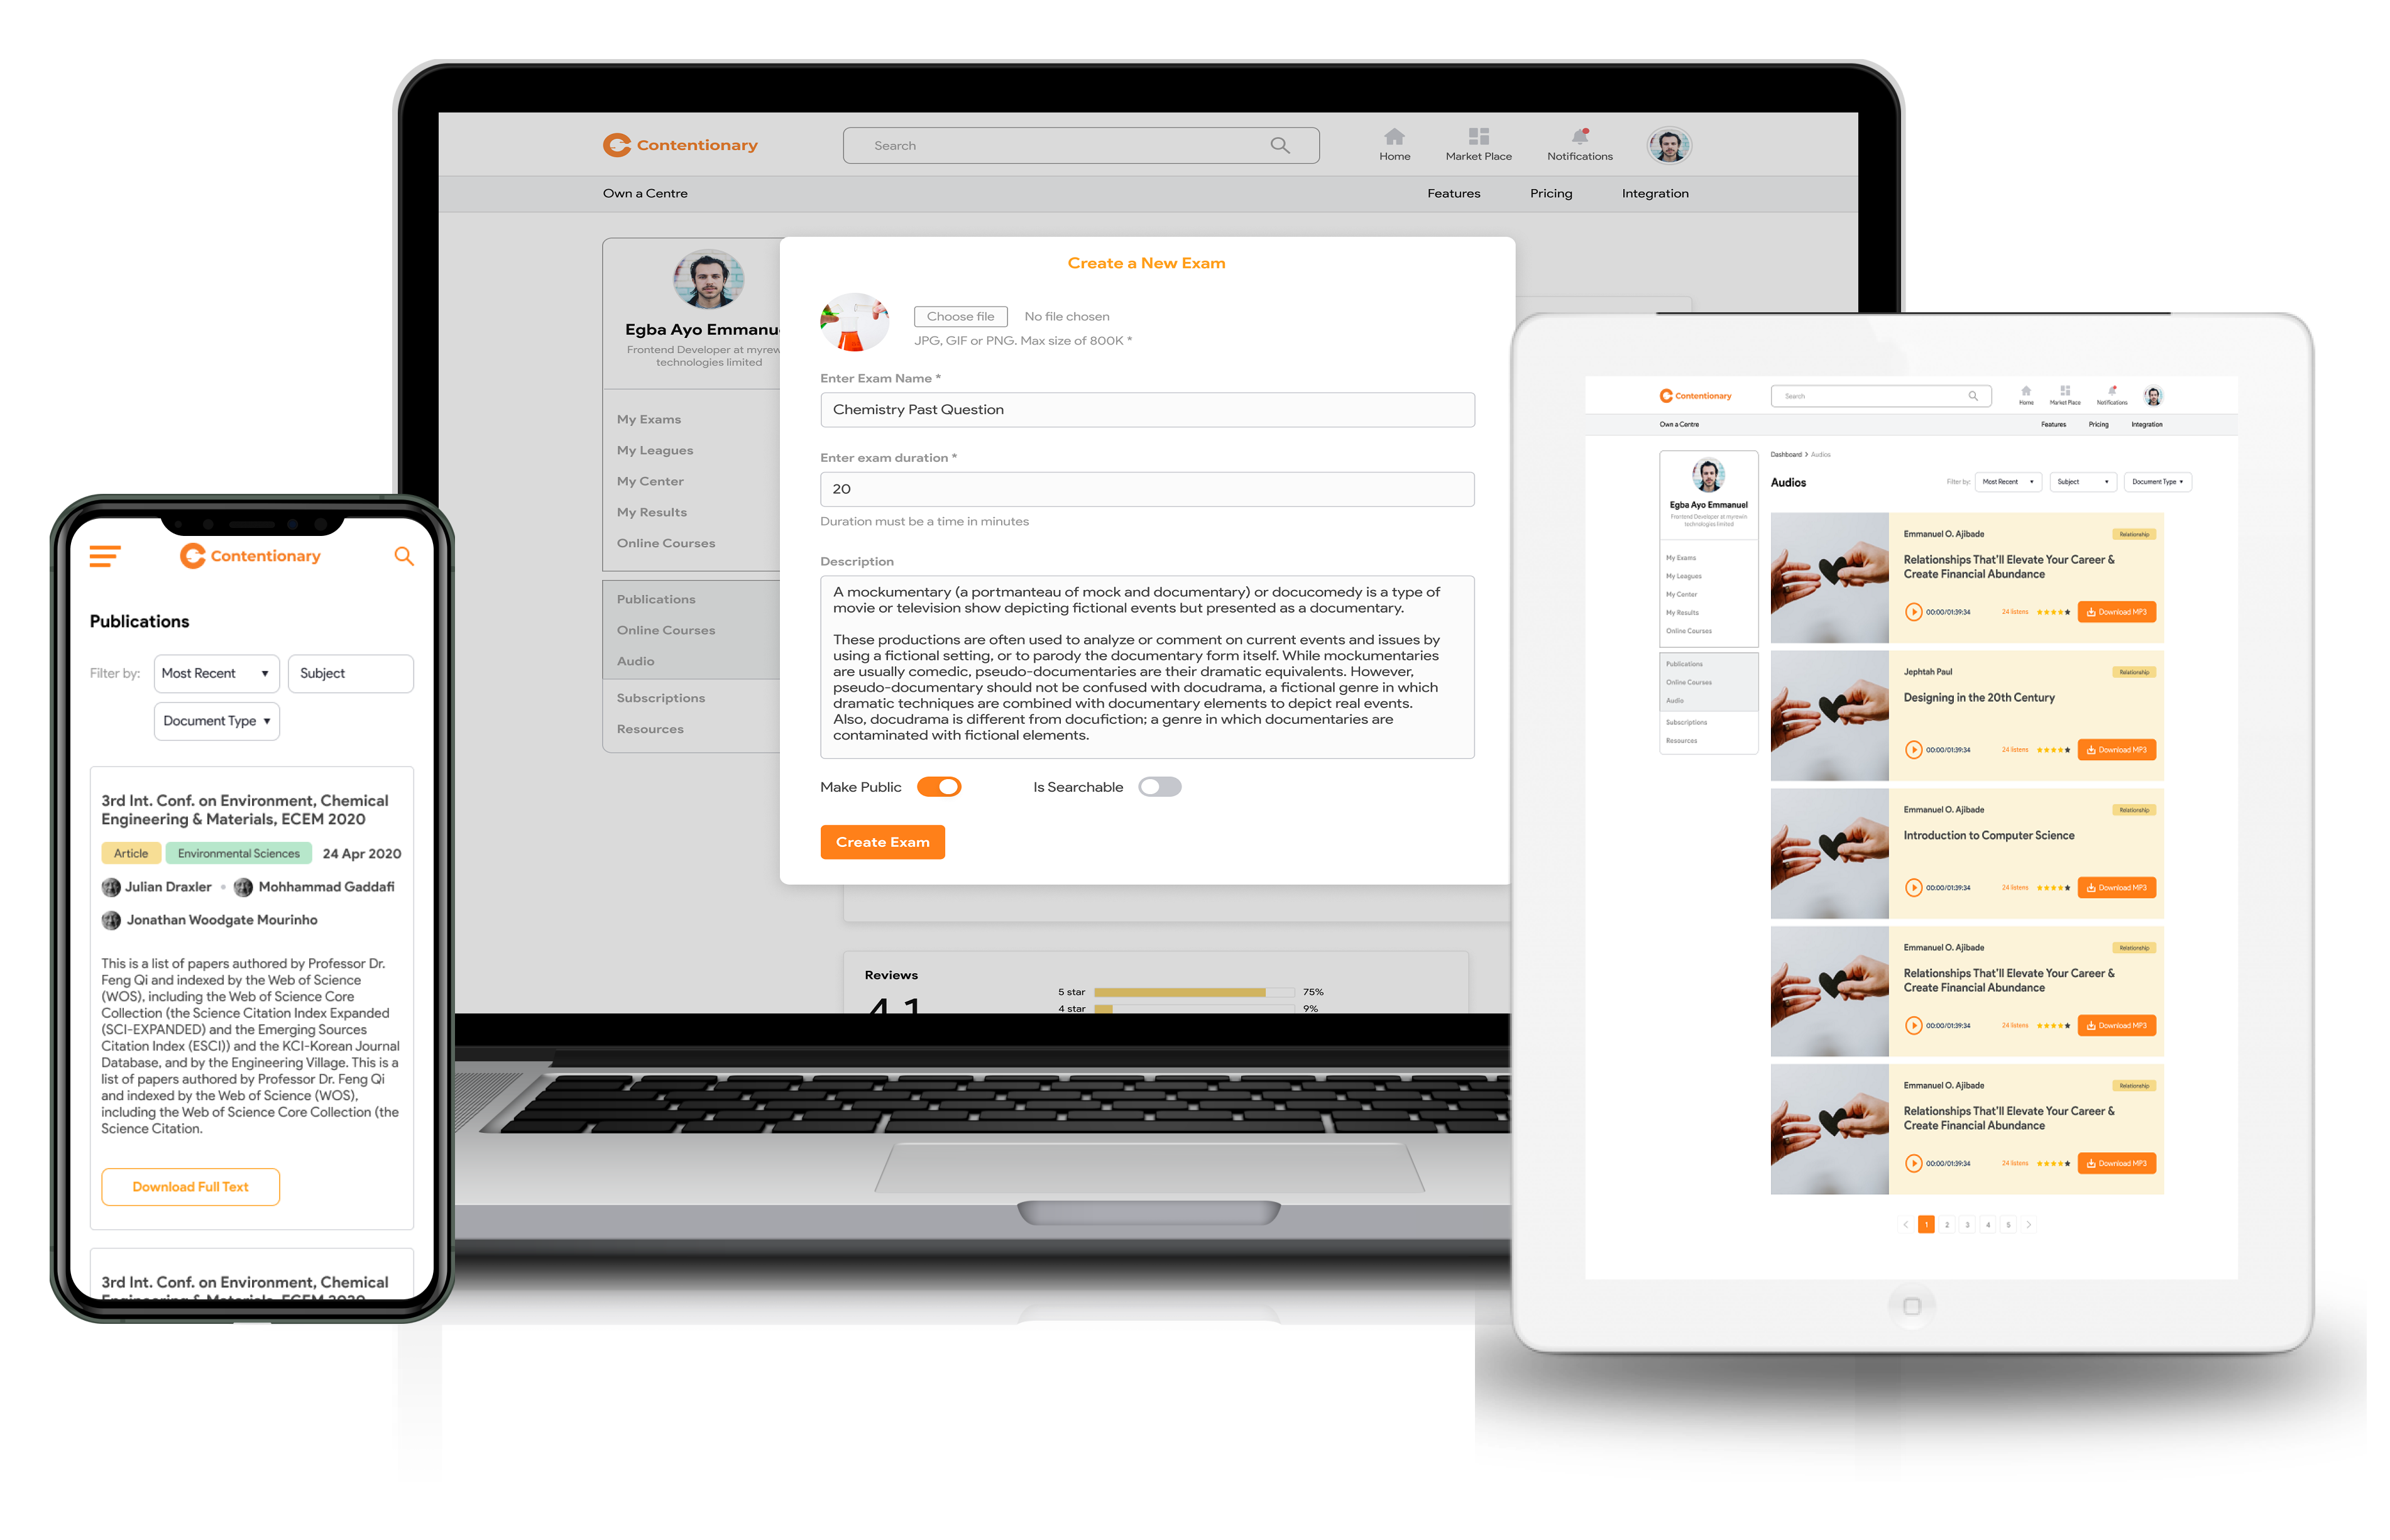 Contentionary
Search
Home
Market Place
Notifications
Own a Centre
Features
Pricing
Integration
Egba Ayo Emmanu
Frontend Developer at myrew
technologies limited
My Exams
My Leagues
My Center
My Results
Online Courses
Publications
Online Courses
Audio
Subscriptions
Resources
Create a New Exam
Choose file
No file chosen
JPG, GIF or PNG. Max size of 800K *
Enter Exam Name *
Chemistry Past Question
Enter exam duration *
20
Duration must be a time in minutes
Description
A mockumentary (a portmanteau of mock and documentary) or docucomedy is a type of
movie or television show depicting fictional events but presented as a documentary.
These productions are often used to analyze or comment on current events and issues by
using a fictional setting, or to parody the documentary form itself. While mockumentaries
are usually comedic, pseudo-documentaries are their dramatic equivalents. However,
pseudo-documentary should not be confused with docudrama, a fictional genre in which
dramatic techniques are combined with documentary elements to depict real events.
Also, docudrama is different from docufiction; a genre in which documentaries are
contaminated with fictional elements.
Make Public
Is Searchable
Create Exam
Reviews
4.1
5 star
75%
4 star
9%
Contentionary
Publications
Filter by:
Most Recent
Subject
Document Type
3rd Int. Conf. on Environment, Chemical
Engineering & Materials, ECEM 2020
Article
Environmental Sciences
24 Apr 2020
Julian Draxler
Mohhammad Gaddafi
Jonathan Woodgate Mourinho
This is a list of papers authored by Professor Dr.
Feng Qi and indexed by the Web of Science
(WOS), including the Web of Science Core
Collection (the Science Citation Index Expanded
(SCI-EXPANDED) and the Emerging Sources
Citation Index (ESCI)) and the KCI-Korean Journal
Database, and by the Engineering Village. This is a
list of papers authored by Professor Dr. Feng Qi
and indexed by the Web of Science (WOS),
including the Web of Science Core Collection (the
Science Citation.
Download Full Text
3rd Int. Conf. on Environment, Chemical
Engineering & Materials, ECEM 2020
Contentionary
Search
Home
Market Place
Notifications
Own a Centre
Features
Pricing
Integration
Egba Ayo Emmanuel
Frontend Developer at myrowin
technologies limited
My Exams
My Leagues
My Center
My Results
Online Courses
Publications
Online Courses
Audio
Subscriptions
Resources
Dashboard > Audios
Audios
Filter by:
Most Recent
Subject
Document Type
Emmanuel O. Ajibade
Relationship
Relationships That'll Elevate Your Career &
Create Financial Abundance
00:00/01:39:34
24 listens
Download MP3
Jephtah Paul
Relationship
Designing in the 20th Century
00:00/01:39:34
24 listens
Download MP3
Emmanuel O. Ajibade
Relationship
Introduction to Computer Science
00:00/01:39:34
24 listens
Download MP3
Emmanuel O. Ajibade
Relationship
Relationships That'll Elevate Your Career &
Create Financial Abundance
00:00/01:39:34
24 listens
Download MP3
Emmanuel O. Ajibade
Relationship
Relationships That'll Elevate Your Career &
Create Financial Abundance
00:00/01:39:34
24 listens
Download MP3
< 1 2 3 4 5 >